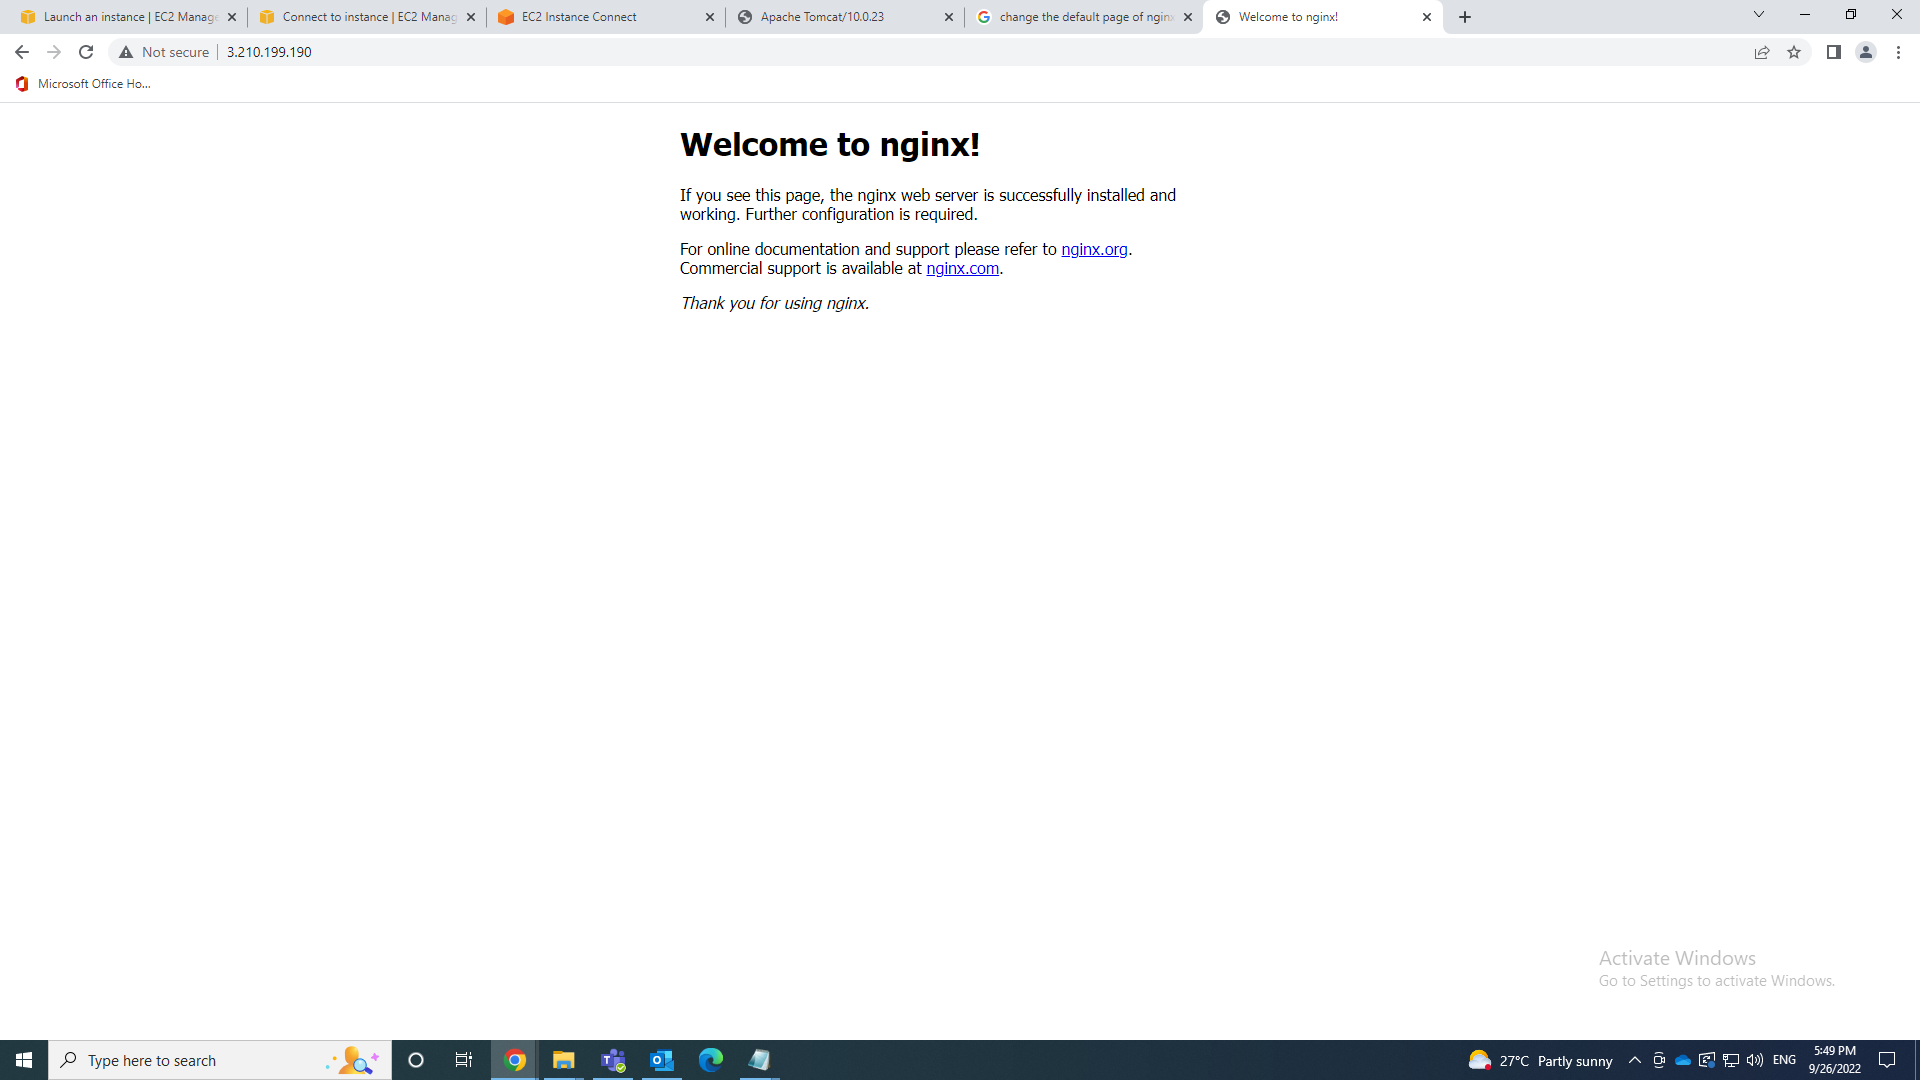 Launch an instance | EC2 Manage
Connect to instance | EC2 Manag
EC2 Instance Connect
Apache Tomcat/10.0.23
change the default page of nginx
Welcome to nginx!
Not secure
3.210.199.190
Microsoft Office Ho...
Welcome to nginx!
If you see this page, the nginx web server is successfully installed and
working. Further configuration is required.
For online documentation and support please refer to nginx.org.
Commercial support is available at nginx.com.
Thank you for using nginx.
Activate Windows
Go to Settings to activate Windows.
Type here to search
27°C Partly sunny
ENG
5:49 PM
9/26/2022